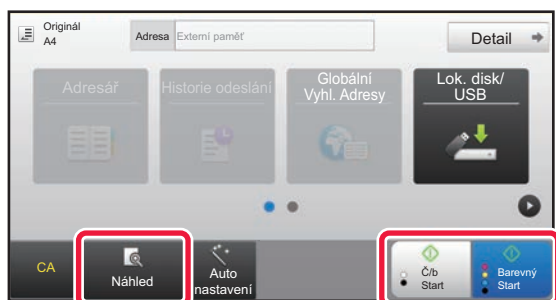 Originál
A4
Adresa Externí paměť
Detail
Adresář
Historie odeslání
Globální
Vyhl. Adresy
Lok. disk/
USB
CA
Náhled
Auto
nastavení
Č/b
Start
Barevný
Start